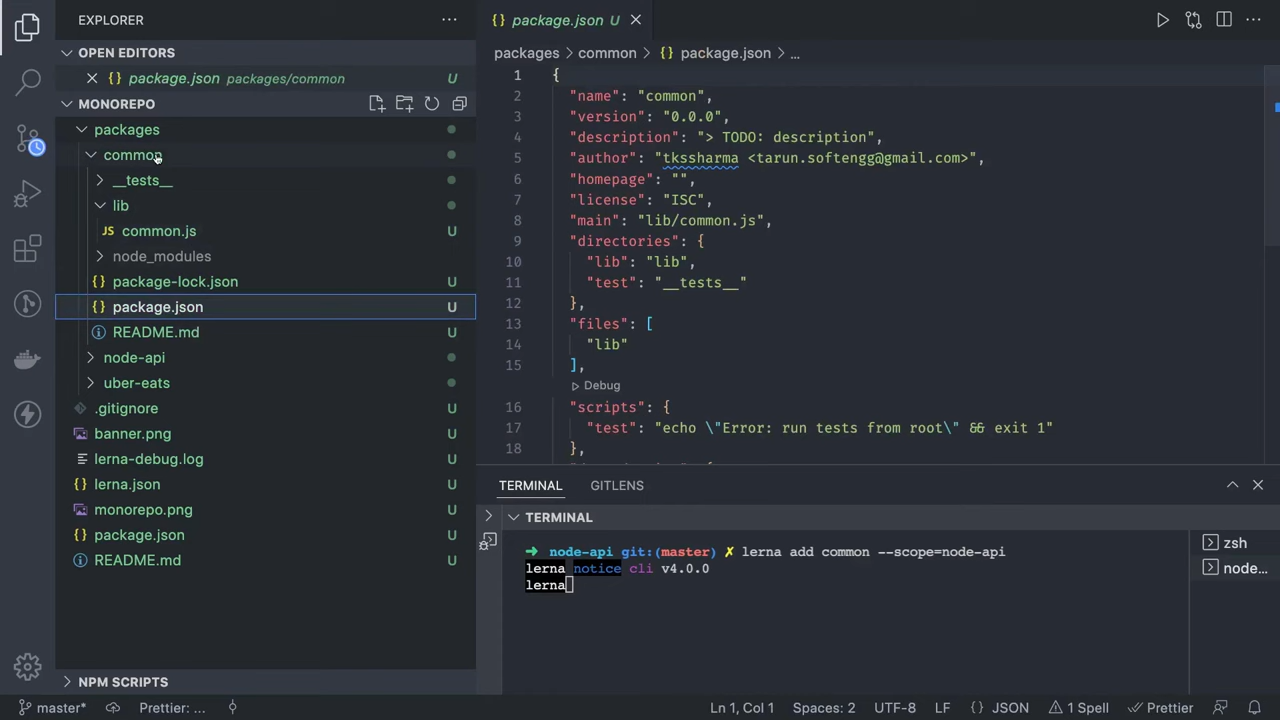 EXPLORER
OPEN EDITORS
package.json packages/common U
MONOREPO
packages
common
__tests__
lib
JS common.js U
node_modules
{} package-lock.json U
{} package.json U
README.md U
node-api
uber-eats
.gitignore U
banner.png U
lerna-debug.log U
lerna.json U
monorepo.png U
{} package.json U
README.md U
NPM SCRIPTS
{} package.json U
packages > common > {} package.json > ...
1 {
2 "name": "common",
3 "version": "0.0.0",
4 "description": "> TODO: description",
5 "author": "tkssharma <tarun.softengg@gmail.com>",
6 "homepage": "",
7 "license": "ISC",
8 "main": "lib/common.js",
9 "directories": {
10 "lib": "lib",
11 "test": "__tests__"
12 },
13 "files": [
14 "lib"
15 ],
Debug
16 "scripts": {
17 "test": "echo \"Error: run tests from root\" && exit 1"
18 },
TERMINAL GITLENS
TERMINAL
➜ node-api git:(master) ✗ lerna add common --scope=node-api
lerna notice cli v4.0.0
lerna
zsh
node...
master* Prettier: ... Ln 1, Col 1 Spaces: 2 UTF-8 LF {} JSON 1 Spell Prettier